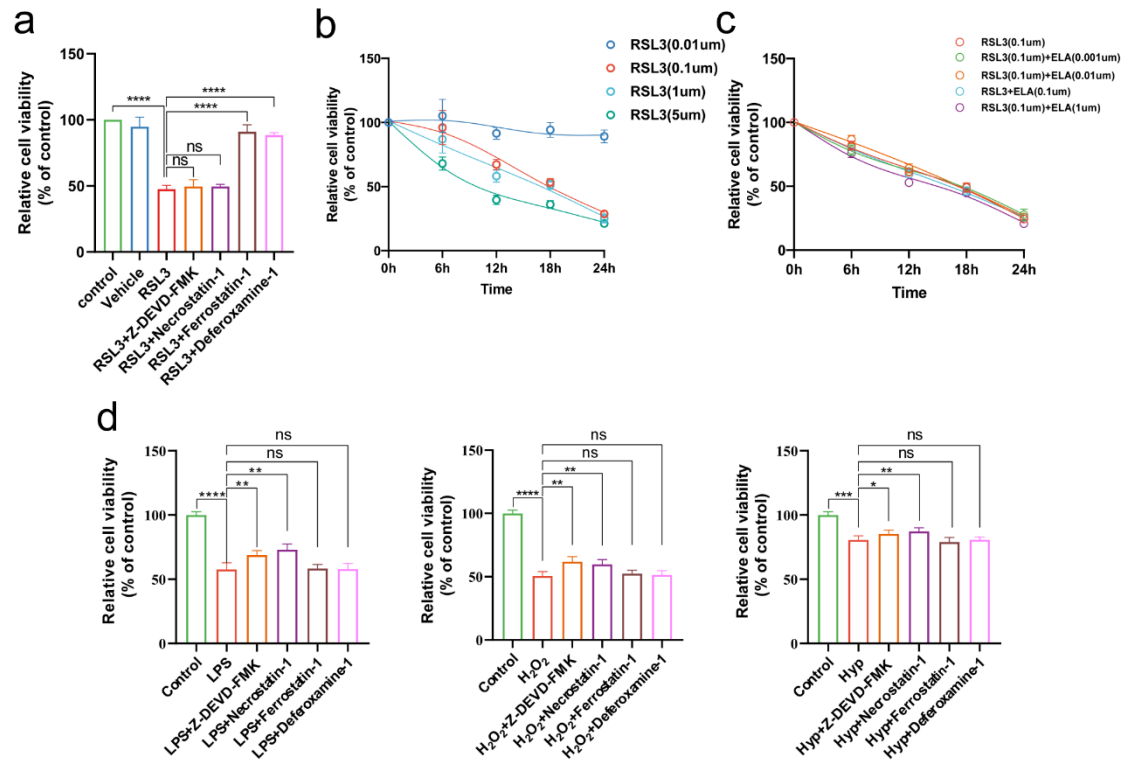 a
Relative cell viability
(% of control)
150
100
50
0
****
****
****
ns
ns
control
Vehicle
RSL3
RSL3+Z-DEVD-FMK
RSL3+Necrostatin-1
RSL3+Ferrostatin-1
RSL3+Deferoxamine-1
b
Relative cell viability
(% of control)
150
100
50
0
0h
6h
12h
18h
24h
Time
RSL3(0.01um)
RSL3(0.1um)
RSL3(1um)
RSL3(5um)
c
Relative cell viability
(% of control)
150
100
50
0
0h
6h
12h
18h
24h
Time
RSL3(0.1um)
RSL3(0.1um)+ELA(0.001um)
RSL3(0.1um)+ELA(0.01um)
RSL3+ELA(0.1um)
RSL3(0.1um)+ELA(1um)
d
Relative cell viability
(% of control)
150
100
50
0
ns
ns
**
**
****
Control
LPS
LPS+Z-DEVD-FMK
LPS+Necrostatin-1
LPS+Ferrostatin-1
LPS+Deferoxamine-1
Relative cell viability
(% of control)
150
100
50
0
ns
ns
**
**
****
Control
H₂O₂
H₂O₂+Z-DEVD-FMK
H₂O₂+Necrostatin-1
H₂O₂+Ferrostatin-1
H₂O₂+Deferoxamine-1
Relative cell viability
(% of control)
150
100
50
0
ns
ns
**
*
***
Control
Hyp
Hyp+Z-DEVD-FMK
Hyp+Necrostatin-1
Hyp+Ferrostatin-1
Hyp+Deferoxamine-1